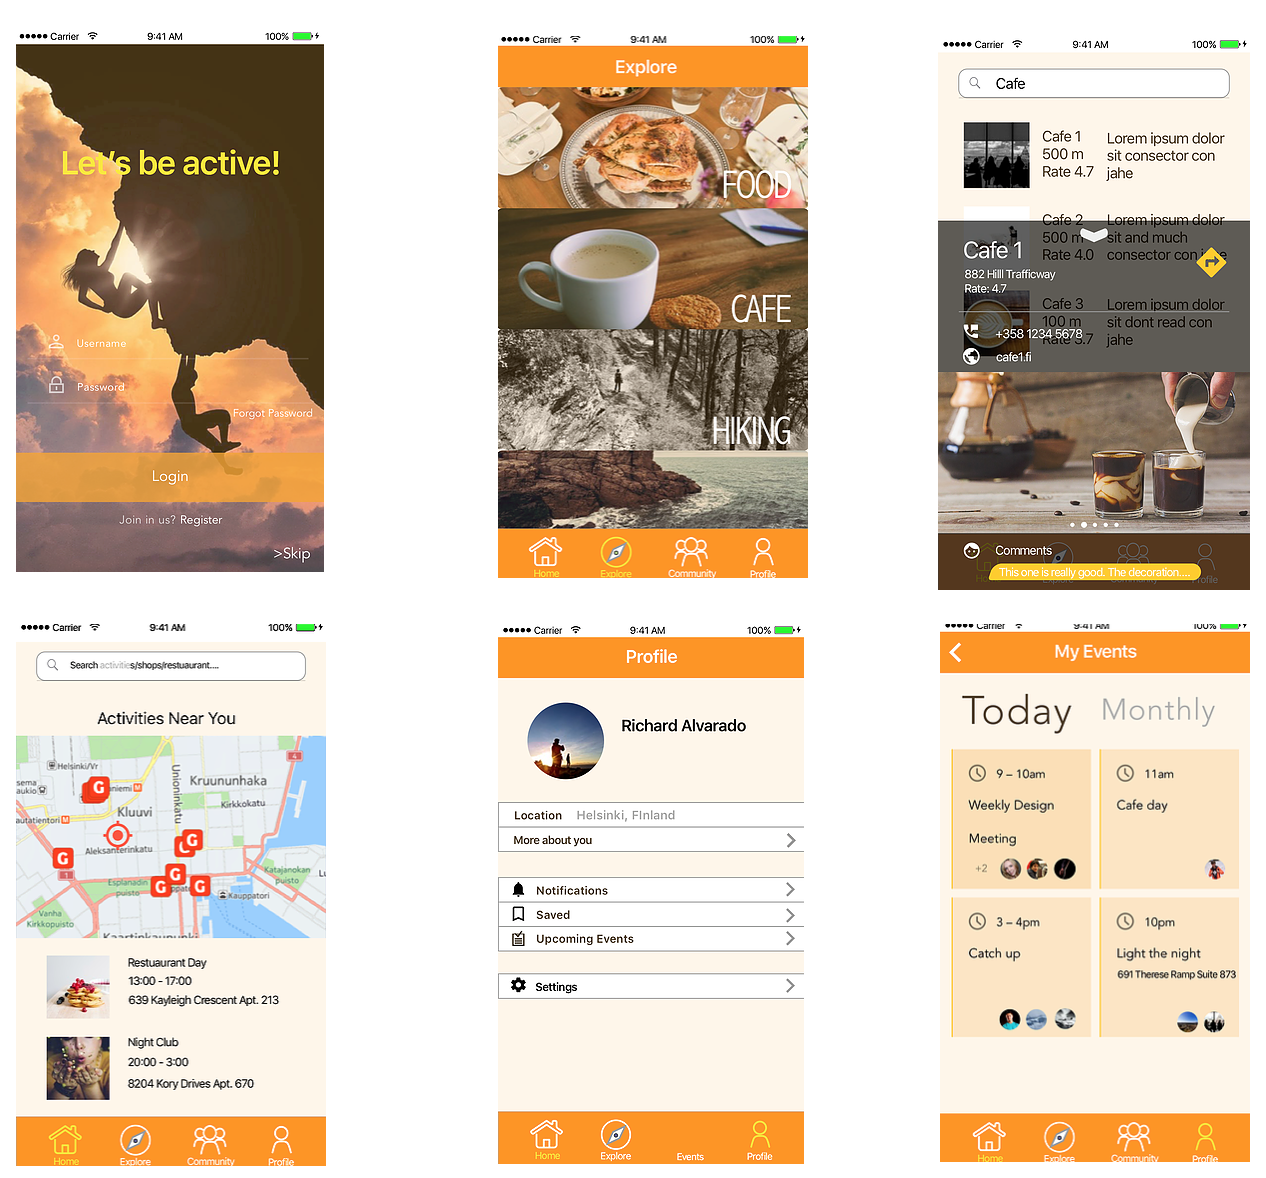 ●●●●● Carrier 9:41 AM 100%
Let's be active!
Username
Password
Forgot Password
Login
Join in us? Register
>Skip
●●●●● Carrier 9:41 AM 100%
Explore
FOOD
CAFE
HIKING
Home Explore Community Profile
●●●●● Carrier 9:41 AM 100%
Cafe
Cafe 1
500 m
Rate 4.7
Lorem ipsum dolor
sit consector con
jahe
Cafe 2
500 m
Rate 4.0
Lorem ipsum dolor
sit and much
consector con
Cafe 1
882 Hilll Trafficway
Rate: 4.7
Cafe 3
100 m
Rate 3.7
Lorem ipsum dolor
sit dont read con
jahe
+358 1234 5678
cafe1.fi
Comments
This one is really good. The decoration....
Explore Profile
●●●●● Carrier 9:41 AM 100%
Search activities/shops/restuaurant....
Activities Near You
Helsinki/Vr
Kluuvi
Unioninkatu
Kruununhaka
Kirkkokatu
Aleksanterinkatu
Esplanadin
puisto
Katajanokan
puisto
Kauppatori
Vanha
Kirkkopuisto
Kaartinkaupunki
4
1
G
G
G
G
G
G
Restuaurant Day
13:00 - 17:00
639 Kayleigh Crescent Apt. 213
Night Club
20:00 - 3:00
8204 Kory Drives Apt. 670
Home Explore Community Profile
●●●●● Carrier 9:41 AM 100%
Profile
Richard Alvarado
Location Helsinki, FInland
More about you
Notifications
Saved
Upcoming Events
Settings
Home Explore Events Profile
●●●●● Carrier 9:41 AM 100%
My Events
Today Monthly
9 – 10am
Weekly Design
Meeting
+2
11am
Cafe day
3 – 4pm
Catch up
10pm
Light the night
691 Therese Ramp Suite 873
Home Explore Community Profile